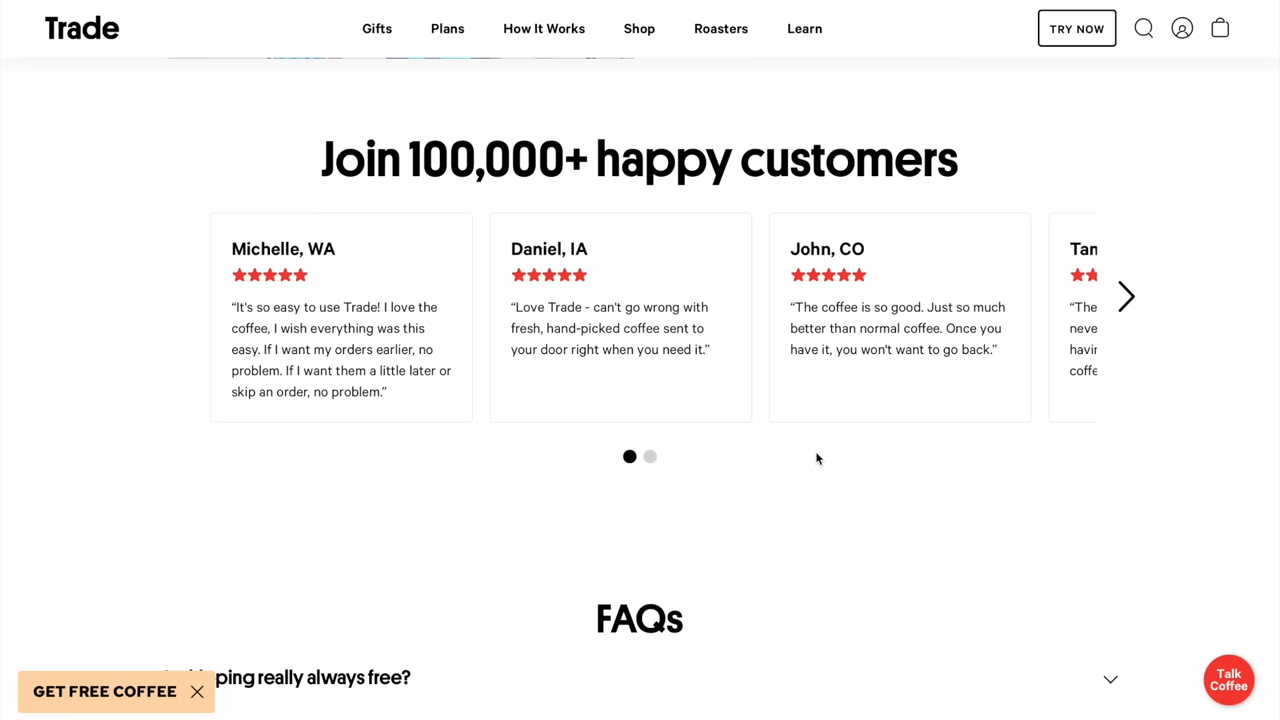 Trade
Gifts
Plans
How It Works
Shop
Roasters
Learn
TRY NOW
Join 100,000+ happy customers
Michelle, WA
“It's so easy to use Trade! I love the
coffee, I wish everything was this
easy. If I want my orders earlier, no
problem. If I want them a little later or
skip an order, no problem.”
Daniel, IA
“Love Trade - can't go wrong with
fresh, hand-picked coffee sent to
your door right when you need it.”
John, CO
“The coffee is so good. Just so much
better than normal coffee. Once you
have it, you won't want to go back.”
Tan
“The
neve
havin
coffe
FAQs
ping really always free?
GET FREE COFFEE
Talk
Coffee